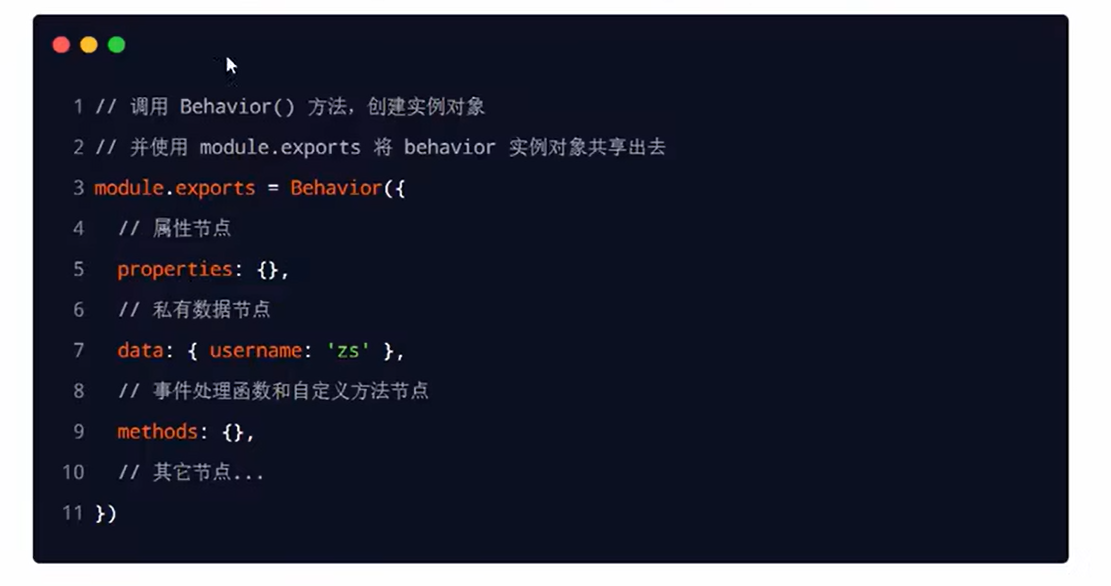 1 // 调用 Behavior() 方法，创建实例对象
2 // 并使用 module.exports 将 behavior 实例对象共享出去
3 module.exports = Behavior({
4   // 属性节点
5   properties: {},
6   // 私有数据节点
7   data: { username: 'zs' },
8   // 事件处理函数和自定义方法节点
9   methods: {},
10   // 其它节点...
11 })